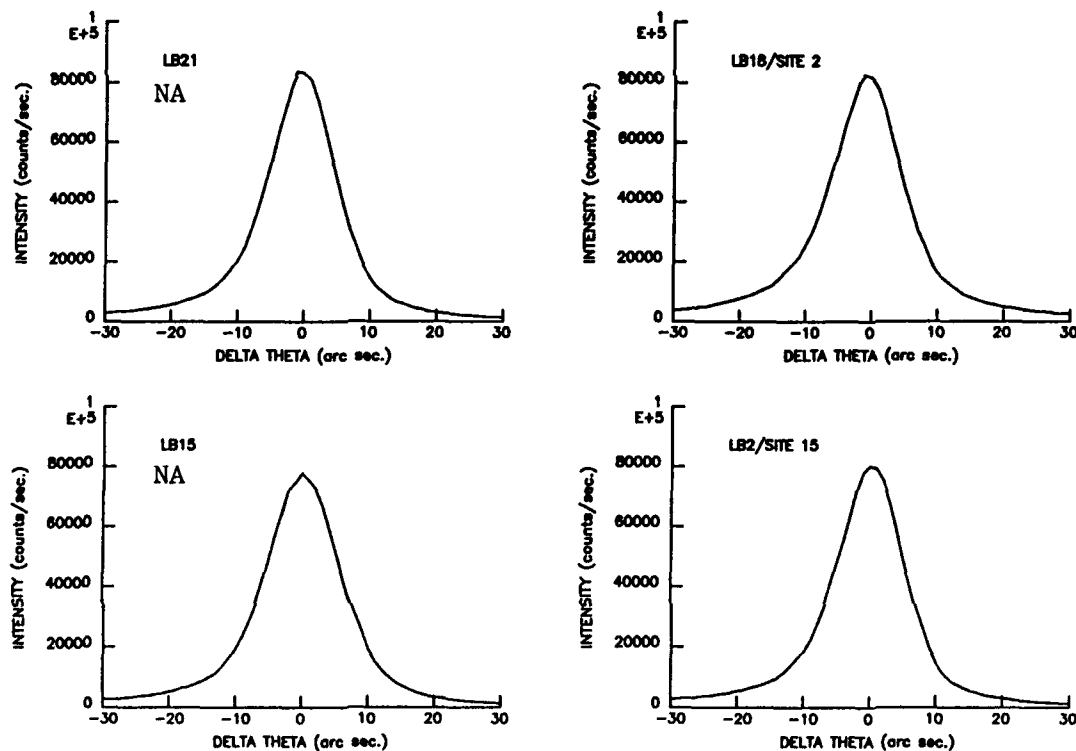 1
E+5
LB21
NA
80000
60000
40000
20000
0
INTENSITY (counts/sec.)
-30 -20 -10 0 10 20 30
DELTA THETA (arc sec.)
1
E+5
LB18/SITE 2
80000
60000
40000
20000
0
INTENSITY (counts/sec.)
-30 -20 -10 0 10 20 30
DELTA THETA (arc sec.)
1
E+5
LB15
NA
80000
60000
40000
20000
0
INTENSITY (counts/sec.)
-30 -20 -10 0 10 20 30
DELTA THETA (arc sec.)
1
E+5
LB2/SITE 15
80000
60000
40000
20000
0
INTENSITY (counts/sec.)
-30 -20 -10 0 10 20 30
DELTA THETA (arc sec.)